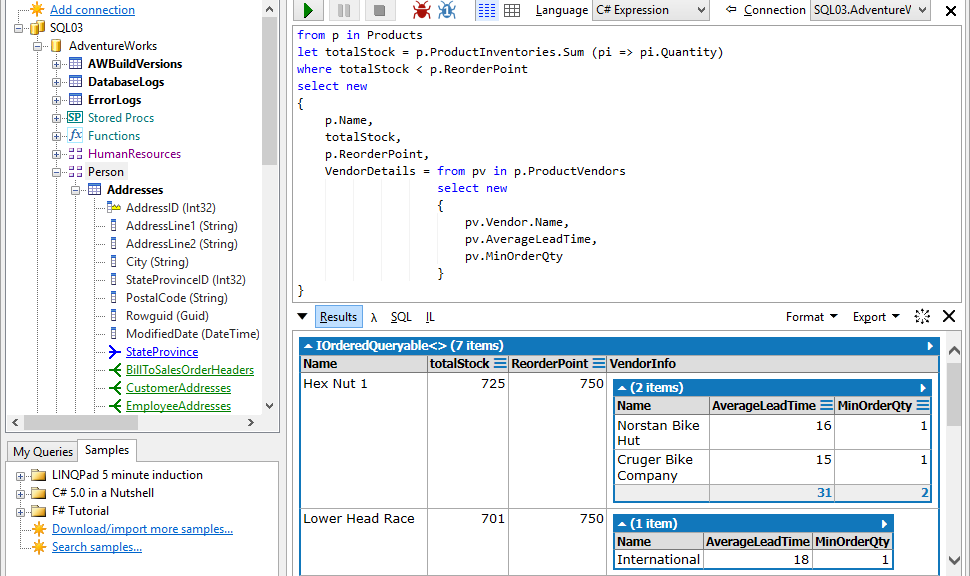 Add connection
SQL03
AdventureWorks
AWBuildVersions
DatabaseLogs
ErrorLogs
SP Stored Procs
fx Functions
HumanResources
Person
Addresses
AddressID (Int32)
AddressLine1 (String)
AddressLine2 (String)
City (String)
StateProvinceID (Int32)
PostalCode (String)
Rowguid (Guid)
ModifiedDate (DateTime)
StateProvince
BillToSalesOrderHeaders
CustomerAddresses
EmployeeAddresses
My Queries Samples
LINQPad 5 minute induction
C# 5.0 in a Nutshell
F# Tutorial
Download/import more samples...
Search samples...
Language C# Expression Connection SQL03.AdventureV
from p in Products
let totalStock = p.ProductInventories.Sum (pi => pi.Quantity)
where totalStock < p.ReorderPoint
select new
{
p.Name,
totalStock,
p.ReorderPoint,
VendorDetails = from pv in p.ProductVendors
select new
{
pv.Vendor.Name,
pv.AverageLeadTime,
pv.MinOrderQty
}
}
Results λ SQL IL Format Export
IOrderedQueryable<> (7 items)
Name totalStock ReorderPoint VendorInfo
Hex Nut 1 725 750
(2 items)
Name AverageLeadTime MinOrderQty
Norstan Bike 16 1
Hut
Cruger Bike 15 1
Company
31 2
Lower Head Race 701 750
(1 item)
Name AverageLeadTime MinOrderQty
International 18 1